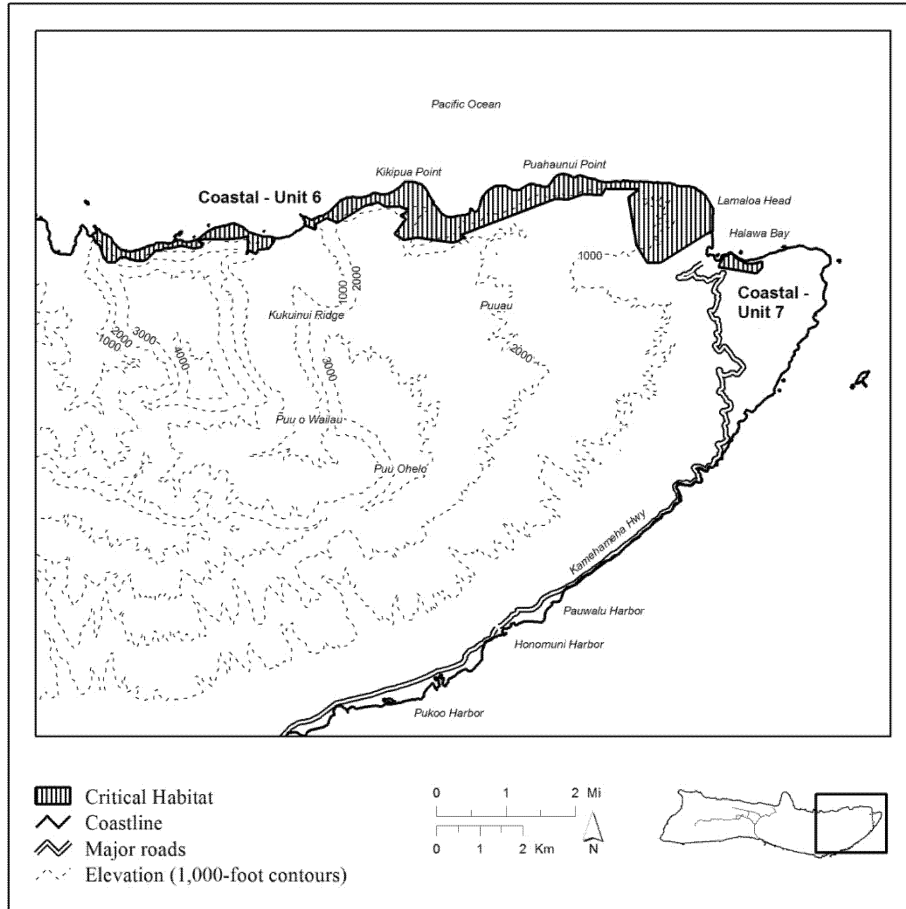 Pacific Ocean
Puahaunui Point
Kikipua Point
Coastal - Unit 6
Lamaloa Head
Halawa Bay
1000
Coastal -
Unit 7
1000
2000
Kukuinui Ridge
Puuau
2000
3000
2000
1000
4000
3000
Puu o Wailau
Puu Ohelo
Kamehameha Hwy
Pauwalu Harbor
Honomuni Harbor
Pukoo Harbor
Critical Habitat
Coastline
Major roads
Elevation (1,000-foot contours)
0 1 2 Mi
0 1 2 Km
N